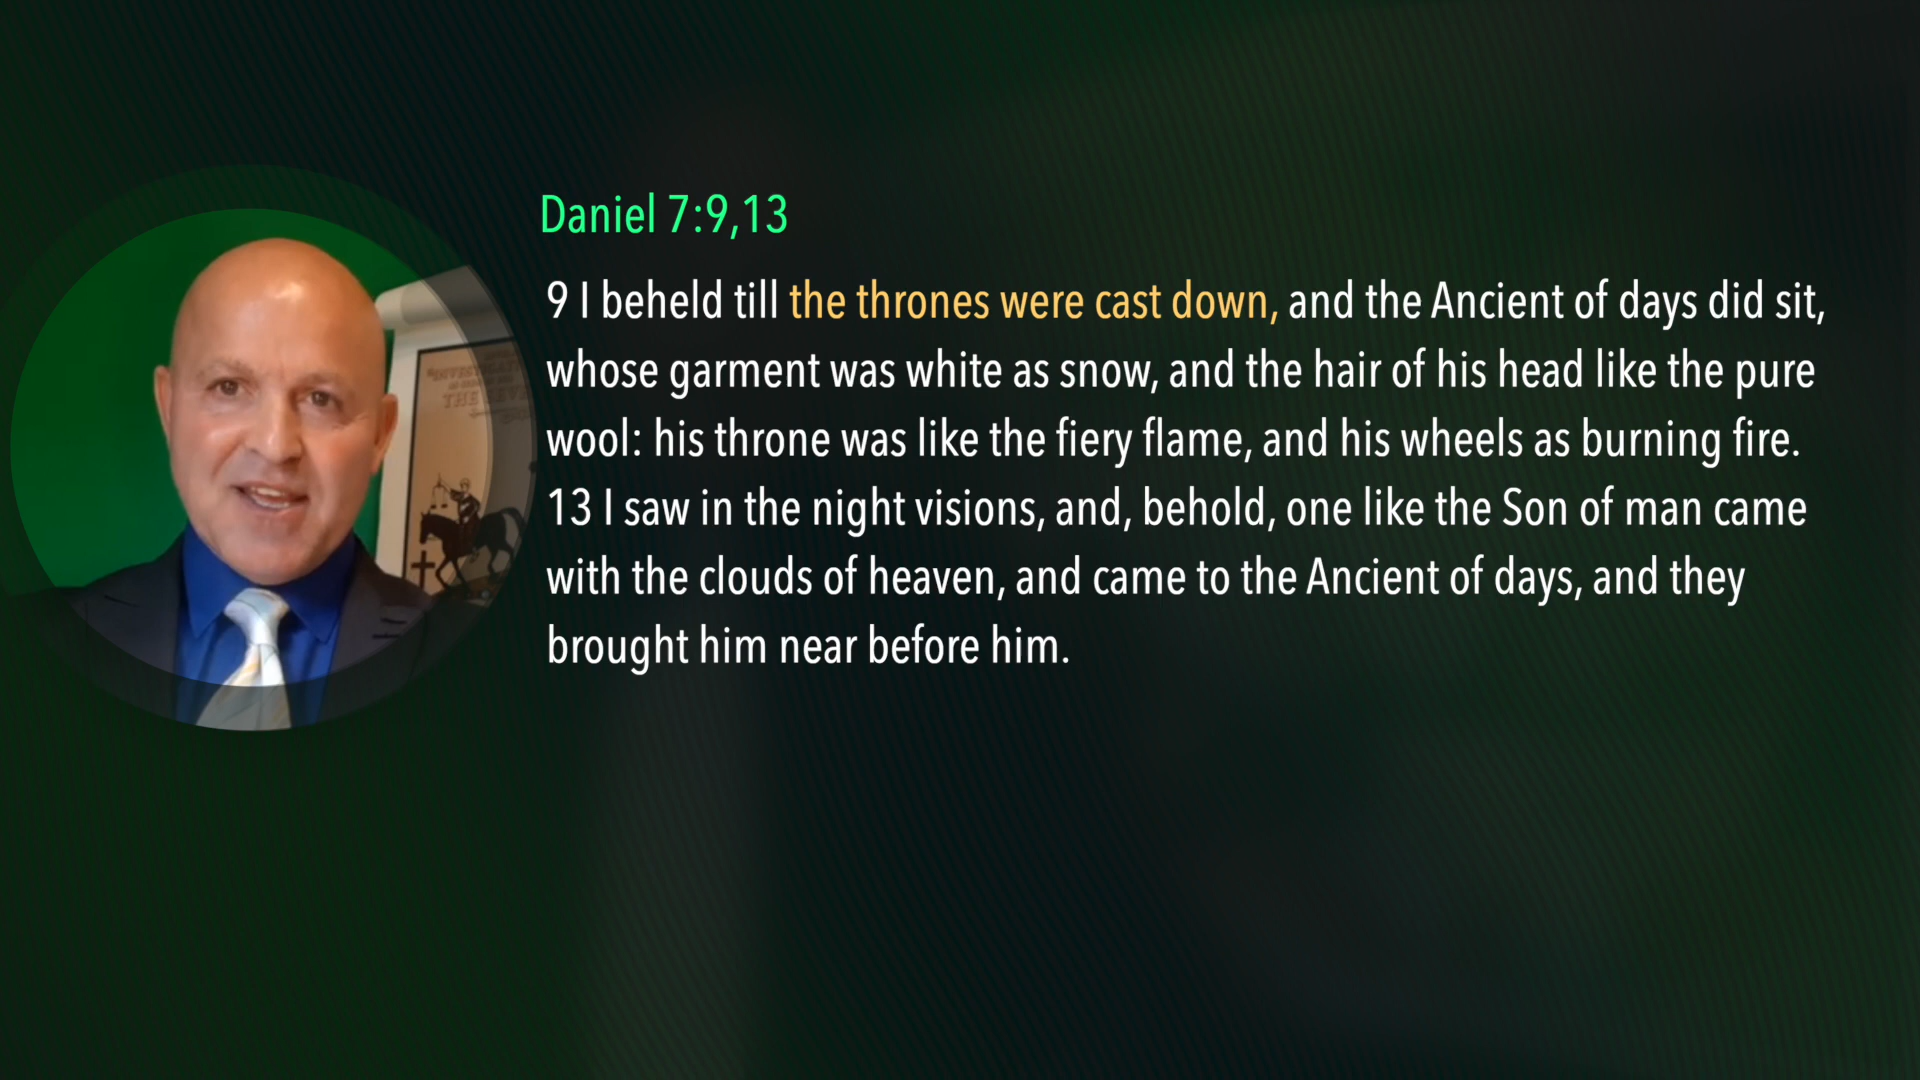 Daniel 7:9,13
9 I beheld till the thrones were cast down, and the Ancient of days did sit,
whose garment was white as snow, and the hair of his head like the pure
wool: his throne was like the fiery flame, and his wheels as burning fire.
13 I saw in the night visions, and, behold, one like the Son of man came
with the clouds of heaven, and came to the Ancient of days, and they
brought him near before him.